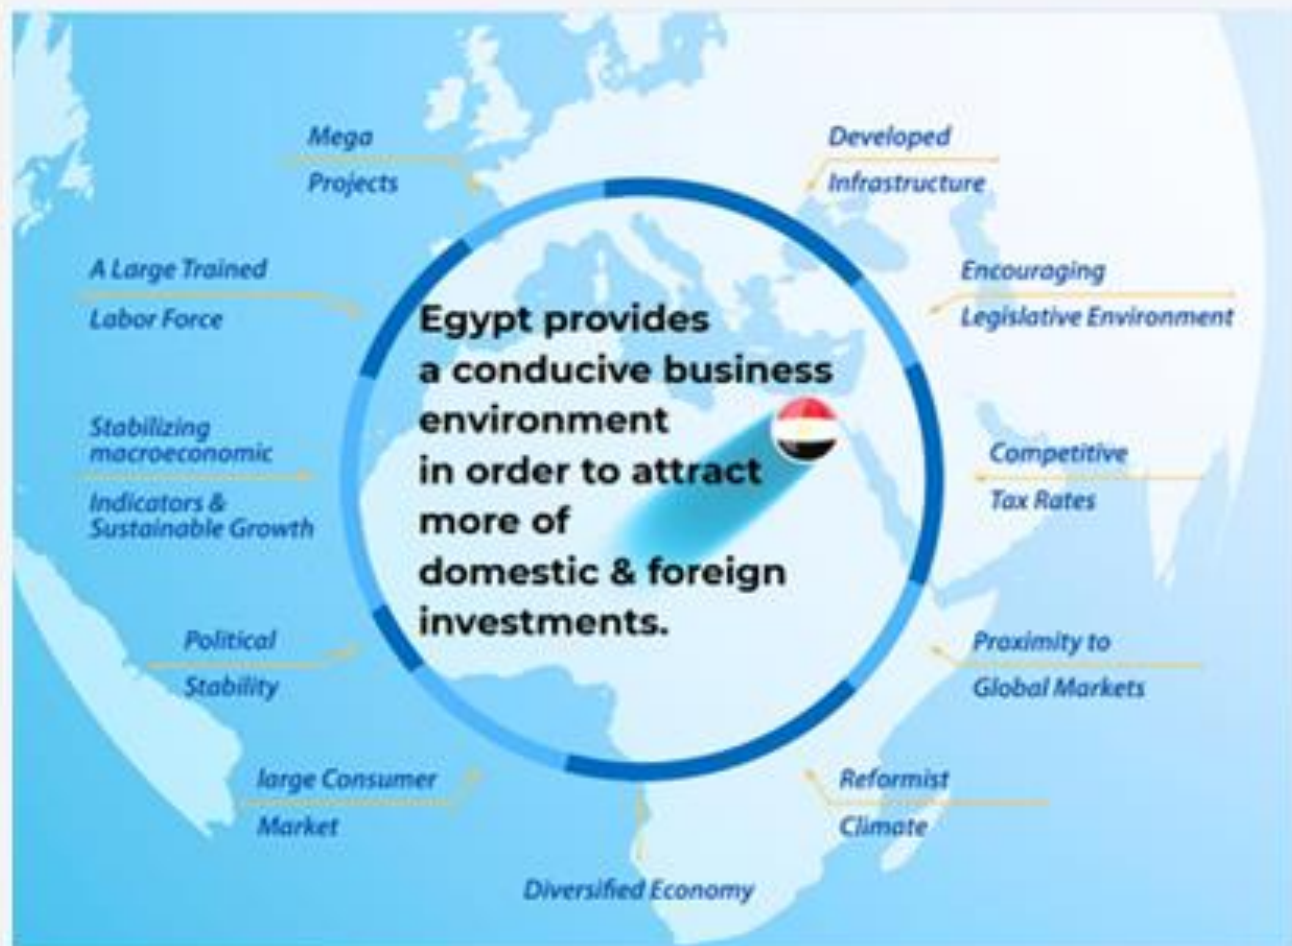 Mega
Projects
Developed
Infrastructure
A Large Trained
Labor Force
Encouraging
Legislative Environment
Egypt provides
a conducive business
environment
in order to attract
more of
domestic & foreign
investments.
Stabilizing
macroeconomic
Indicators &
Sustainable Growth
Competitive
Tax Rates
Political
Stability
Proximity to
Global Markets
large Consumer
Market
Reformist
Climate
Diversified Economy